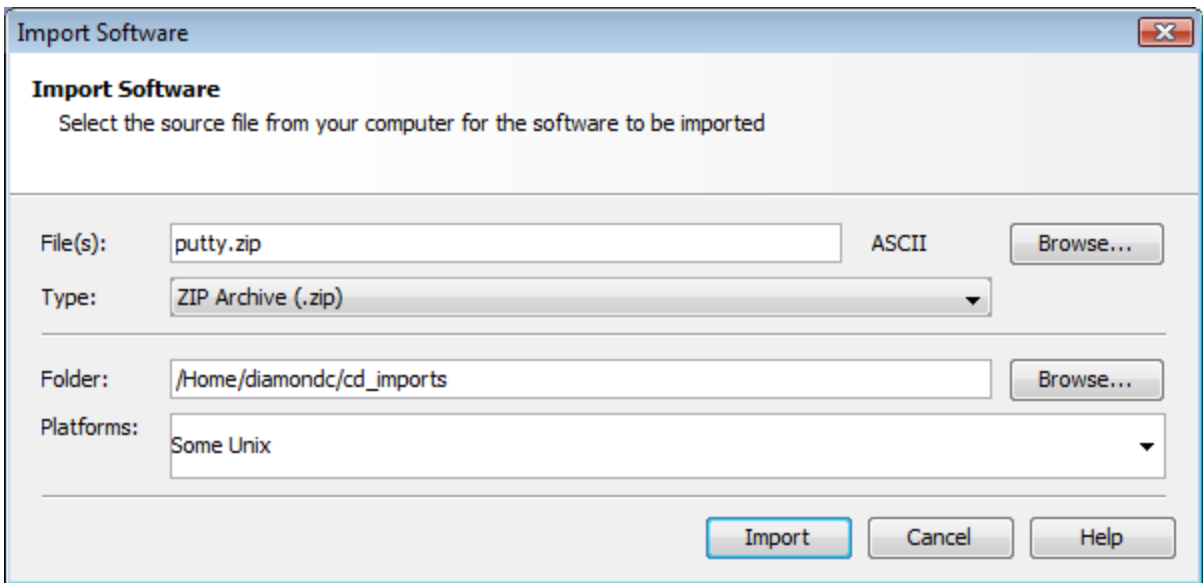 Import Software
Import Software
Select the source file from your computer for the software to be imported
File(s): putty.zip ASCII Browse...
Type: ZIP Archive (.zip)
Folder: /Home/diamondc/cd_imports Browse...
Platforms: Some Unix
Import Cancel Help